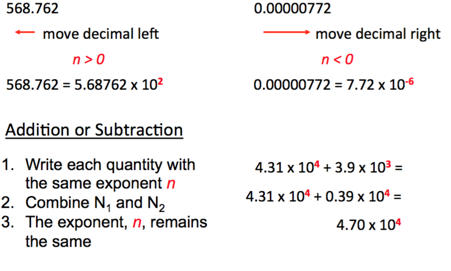 568.762
0.00000772
← move decimal left
→ move decimal right
n > 0
n < 0
568.762 = 5.68762 x 10²
0.00000772 = 7.72 x 10⁻⁶
Addition or Subtraction
1. Write each quantity with
the same exponent n
2. Combine N₁ and N₂
3. The exponent, n, remains
the same
4.31 x 10⁴ + 3.9 x 10³ =
4.31 x 10⁴ + 0.39 x 10⁴ =
4.70 x 10⁴